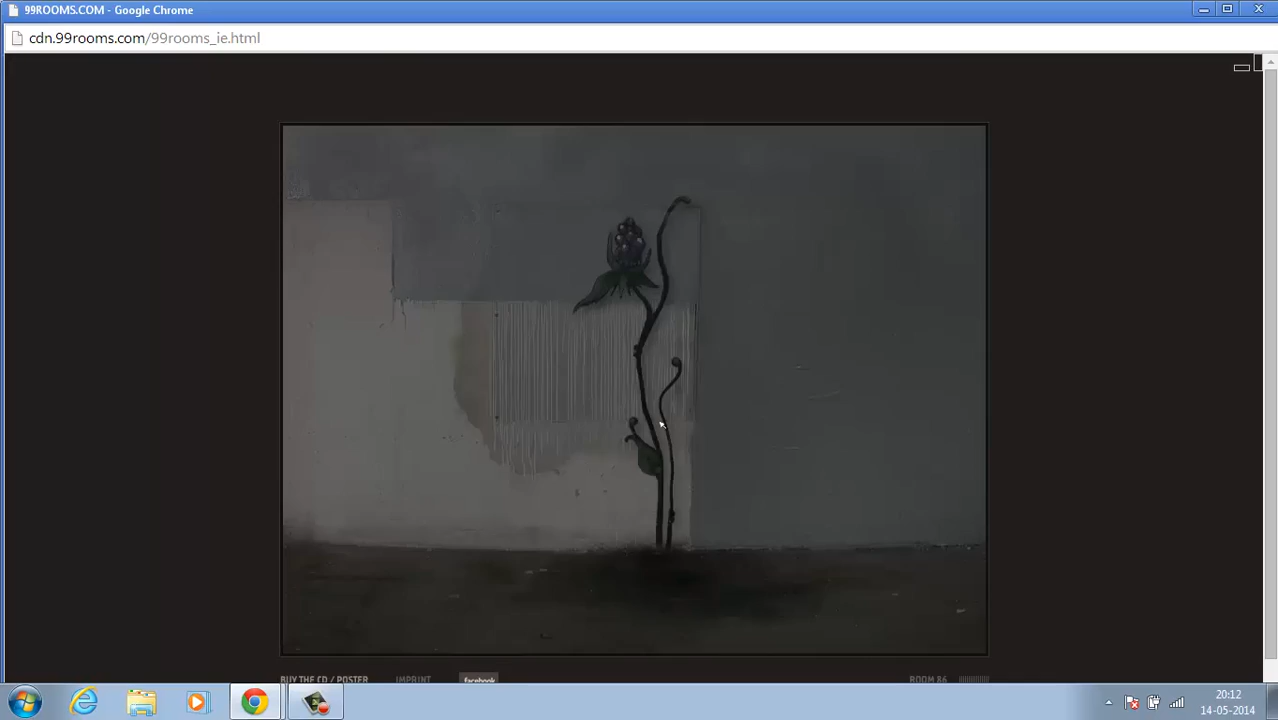 99ROOMS.COM - Google Chrome
cdn.99rooms.com/99rooms_ie.html
BUY THE CD / POSTER
IMPRINT
facebook
ROOM 86
20:12
14-05-2014